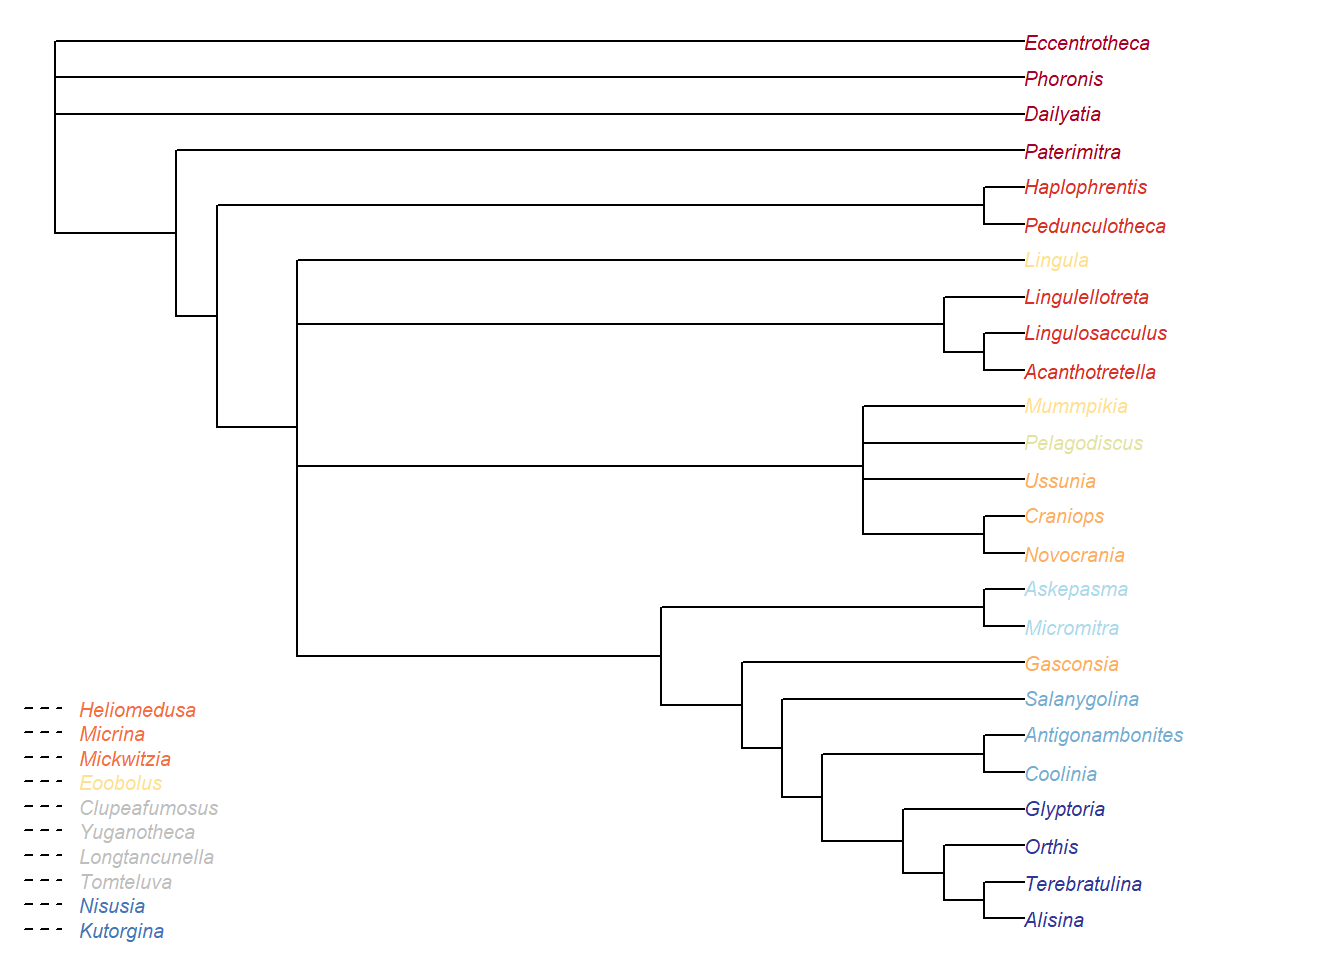 Eccentrotheca
Phoronis
Dailyatia
Paterimitra
Haplophrentis
Pedunculotheca
Lingula
Lingulellotreta
Lingulosacculus
Acanthotretella
Mummpikia
Pelagodiscus
Ussunia
Craniops
Novocrania
Askepasma
Micromitra
Gasconsia
Salanygolina
Antigonambonites
Coolinia
Glyptoria
Orthis
Terebratulina
Alisina
Heliomedusa
Micrina
Mickwitzia
Eoobolus
Clupeafumosus
Yuganotheca
Longtancunella
Tomteluva
Nisusia
Kutorgina